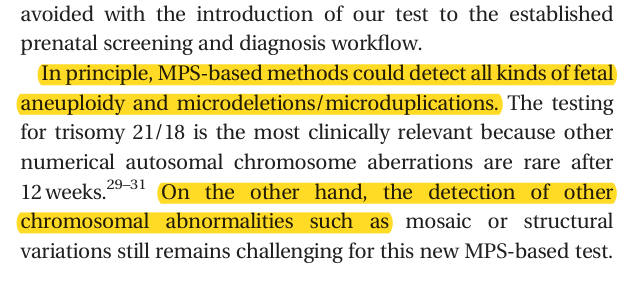 avoided with the introduction of our test to the established
prenatal screening and diagnosis workflow.
In principle, MPS-based methods could detect all kinds of fetal
aneuploidy and microdeletions/microduplications. The testing
for trisomy 21/18 is the most clinically relevant because other
numerical autosomal chromosome aberrations are rare after
12 weeks.29–31 On the other hand, the detection of other
chromosomal abnormalities such as mosaic or structural
variations still remains challenging for this new MPS-based test.